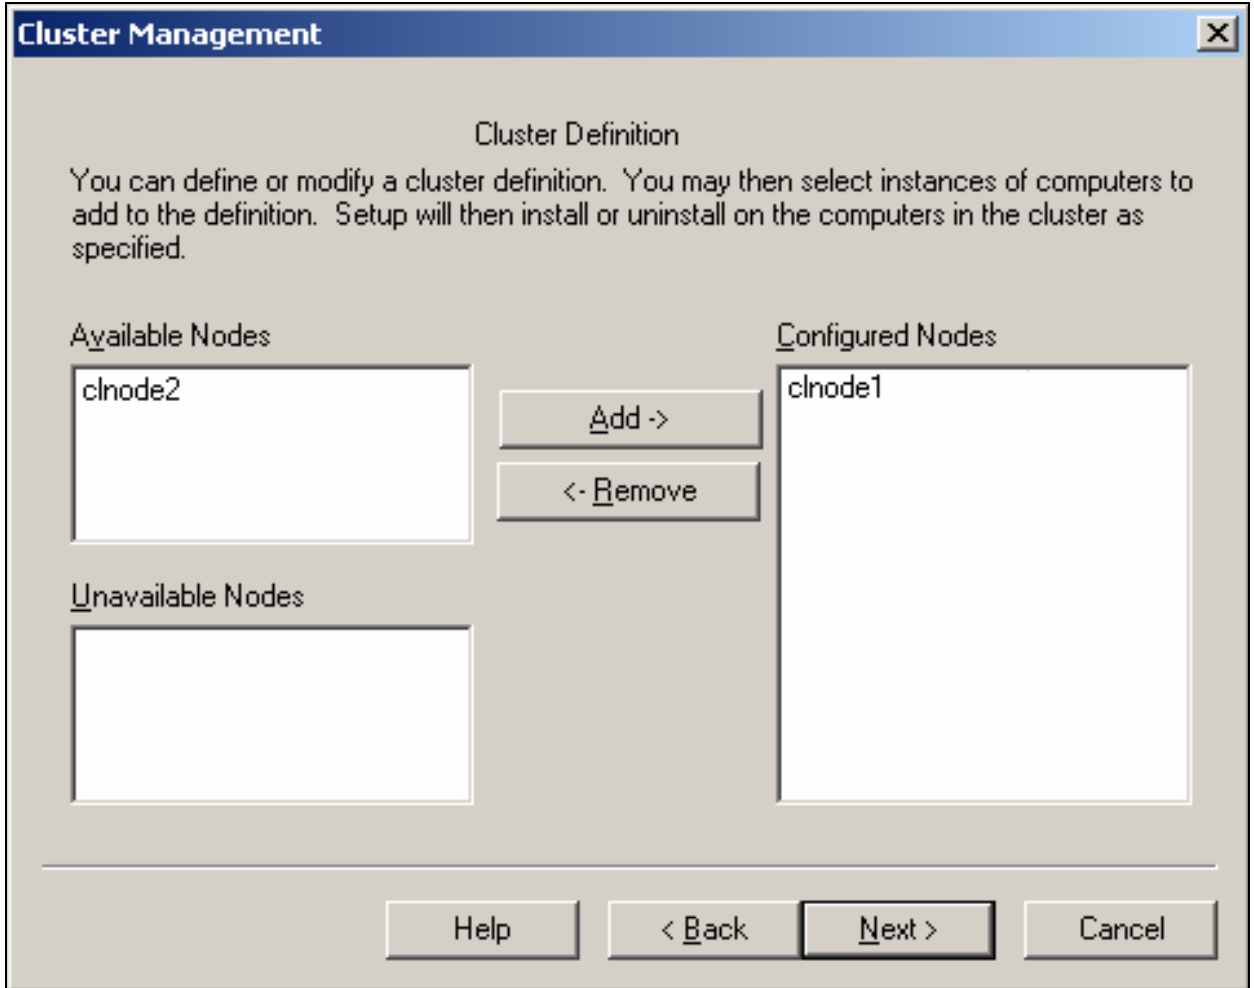 Cluster Management
Cluster Definition
You can define or modify a cluster definition.  You may then select instances of computers to
add to the definition.  Setup will then install or uninstall on the computers in the cluster as
specified.
Available Nodes
clnode2
Add ->
<- Remove
Configured Nodes
clnode1
Unavailable Nodes
Help
< Back
Next >
Cancel